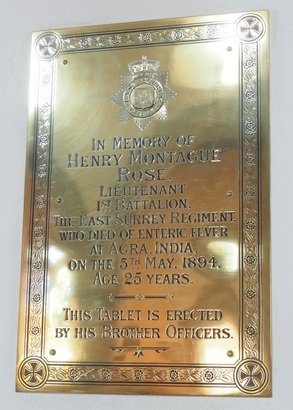 In Memory of
Henry Montague
Rose.
Lieutenant
1st Battalion.
The East Surrey Regiment.
who died of enteric fever
at Agra, India,
on the 5th May, 1894,
Age 25 years.
This Tablet is erected
by his Brother Officers.